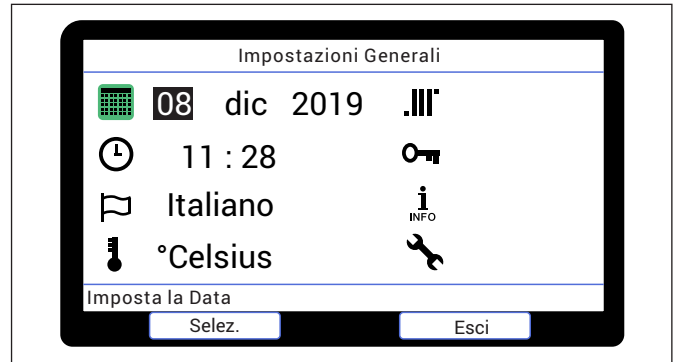 Impostazioni Generali
08 dic 2019
11 : 28
Italiano
INFO
°Celsius
Imposta la Data
Selez. Esci